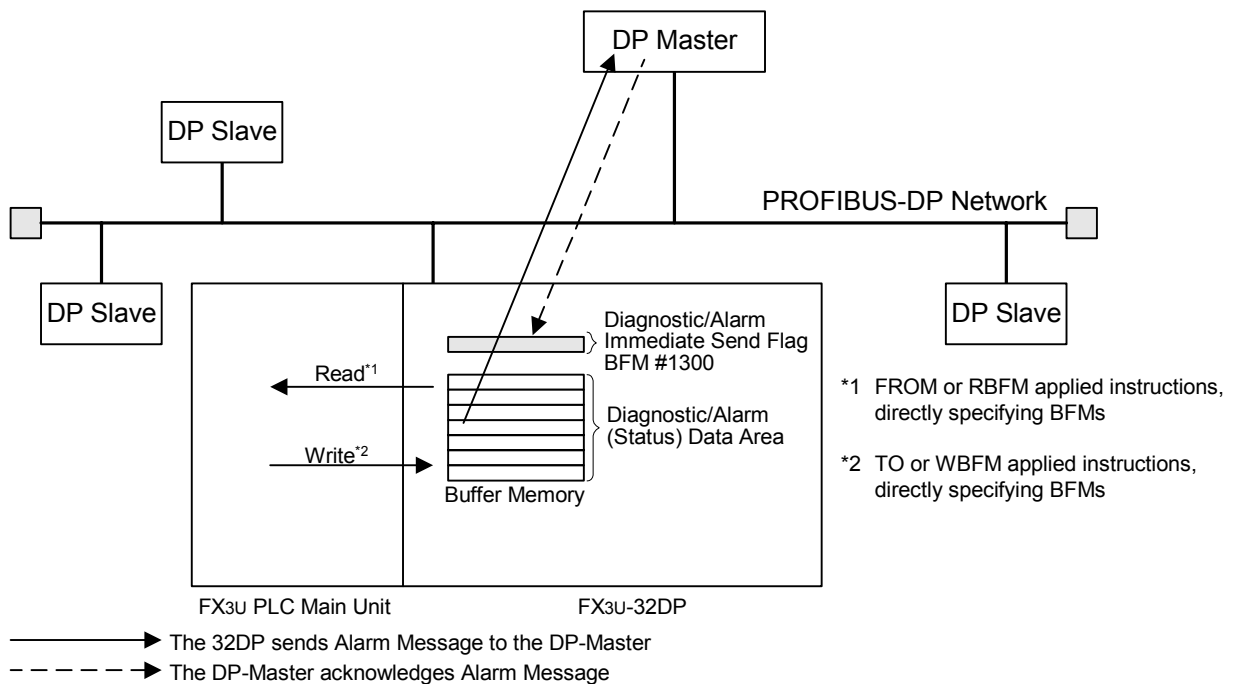 DP Master
DP Slave
PROFIBUS-DP Network
DP Slave
DP Slave
Diagnostic/Alarm
Immediate Send Flag
BFM #1300
Read*1
Diagnostic/Alarm
(Status) Data Area
Write*2
Buffer Memory
*1 FROM or RBFM applied instructions,
directly specifying BFMs
*2 TO or WBFM applied instructions,
directly specifying BFMs
FX3U PLC Main Unit
FX3U-32DP
The 32DP sends Alarm Message to the DP-Master
The DP-Master acknowledges Alarm Message